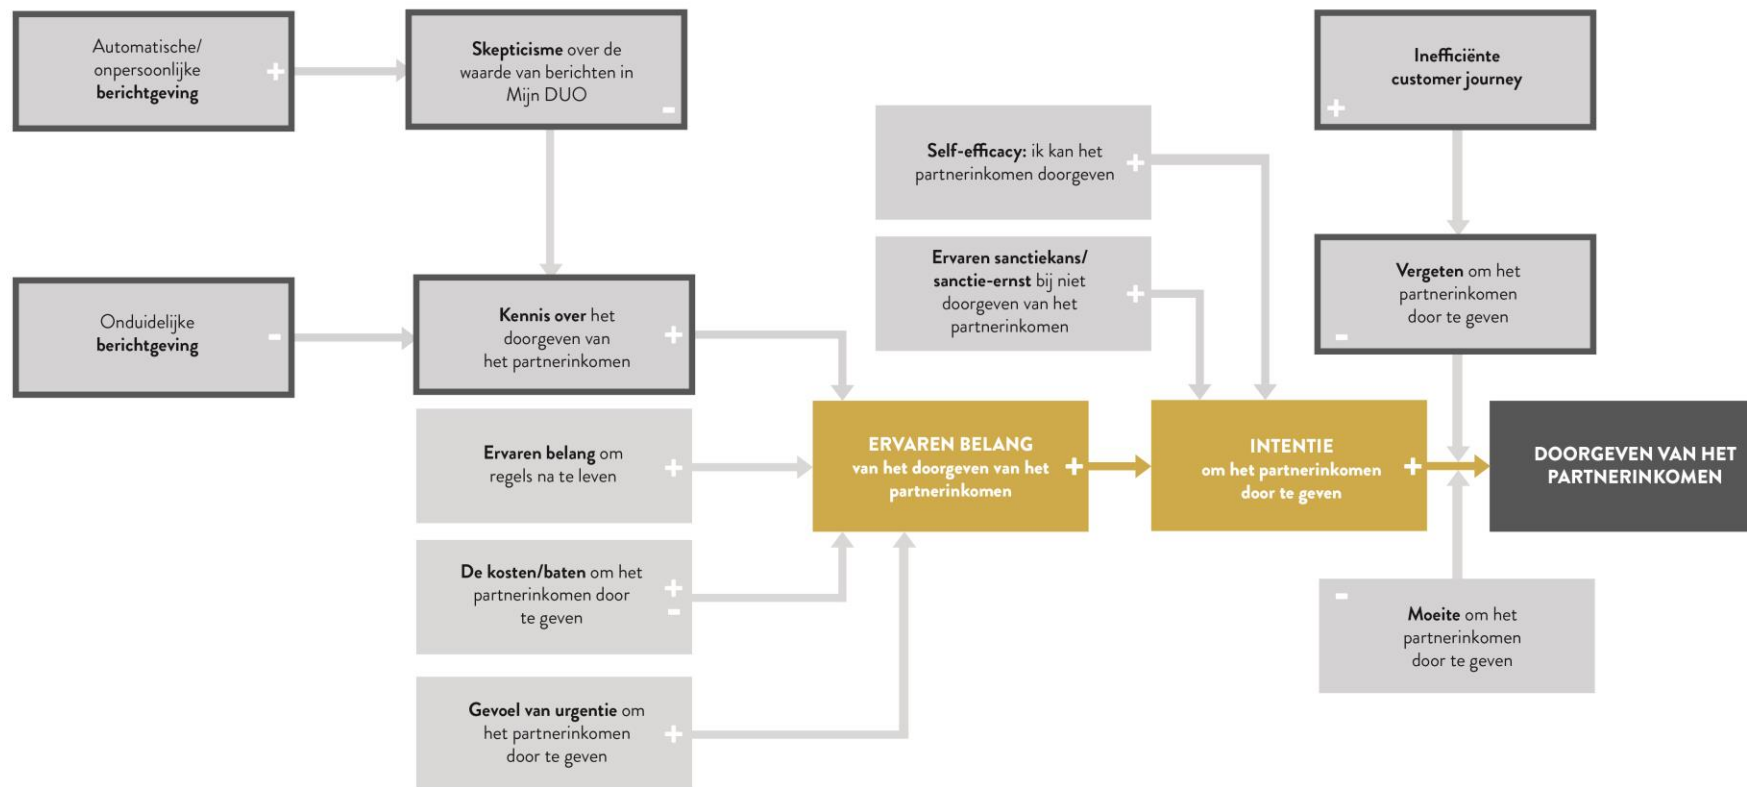 Automatische/
onpersoonlijke
berichtgeving
+
Skepticisme over de
waarde van berichten in
Mijn DUO
-
Inefficiënte
customer journey
+
Self-efficacy: ik kan het
partnerinkomen doorgeven
+
Ervaren sanctiekans/
sanctie-ernst bij niet
doorgeven van het
partnerinkomen
+
Vergeten om het
partnerinkomen
door te geven
-
Onduidelijke
berichtgeving
-
Kennis over het
doorgeven van
het partnerinkomen
+
Ervaren belang om
regels na te leven
+
ERVAREN BELANG
van het doorgeven van het
partnerinkomen
+
INTENTIE
om het partnerinkomen
door te geven
+
DOORGEVEN VAN HET
PARTNERINKOMEN
De kosten/baten om het
partnerinkomen door
te geven
+
-
Moeite om het
partnerinkomen
door te geven
-
Gevoel van urgentie om
het partnerinkomen
door te geven
+